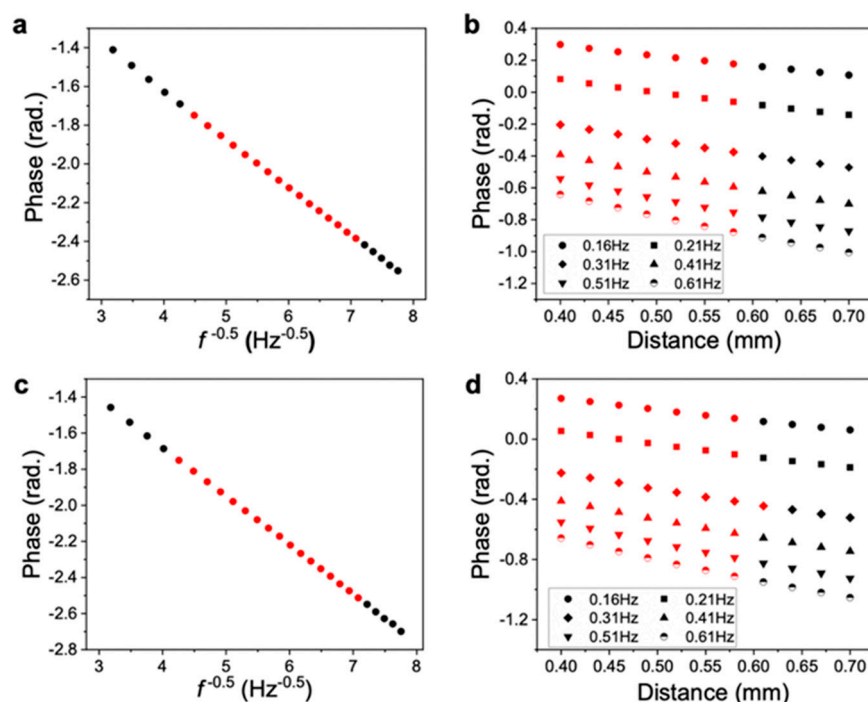 a
-1.4
-1.6
-1.8
-2.0
-2.2
-2.4
-2.6
Phase (rad.)
3 4 5 6 7 8
f -0.5 (Hz-0.5)
b
0.4
0.2
0.0
-0.2
-0.4
-0.6
-0.8
-1.0
-1.2
Phase (rad.)
0.16Hz 0.21Hz
0.31Hz 0.41Hz
0.51Hz 0.61Hz
0.40 0.45 0.50 0.55 0.60 0.65 0.70
Distance (mm)
c
-1.4
-1.6
-1.8
-2.0
-2.2
-2.4
-2.6
-2.8
Phase (rad.)
3 4 5 6 7 8
f -0.5 (Hz-0.5)
d
0.4
0.0
-0.4
-0.8
-1.2
Phase (rad.)
0.16Hz 0.21Hz
0.31Hz 0.41Hz
0.51Hz 0.61Hz
0.40 0.45 0.50 0.55 0.60 0.65 0.70
Distance (mm)